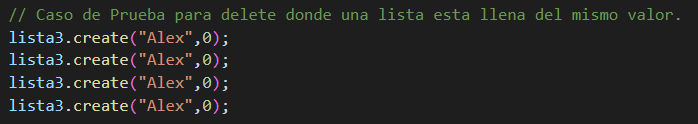 // Caso de Prueba para delete donde una lista esta llena del mismo valor.
lista3.create("Alex",0);
lista3.create("Alex",0);
lista3.create("Alex",0);
lista3.create("Alex",0);